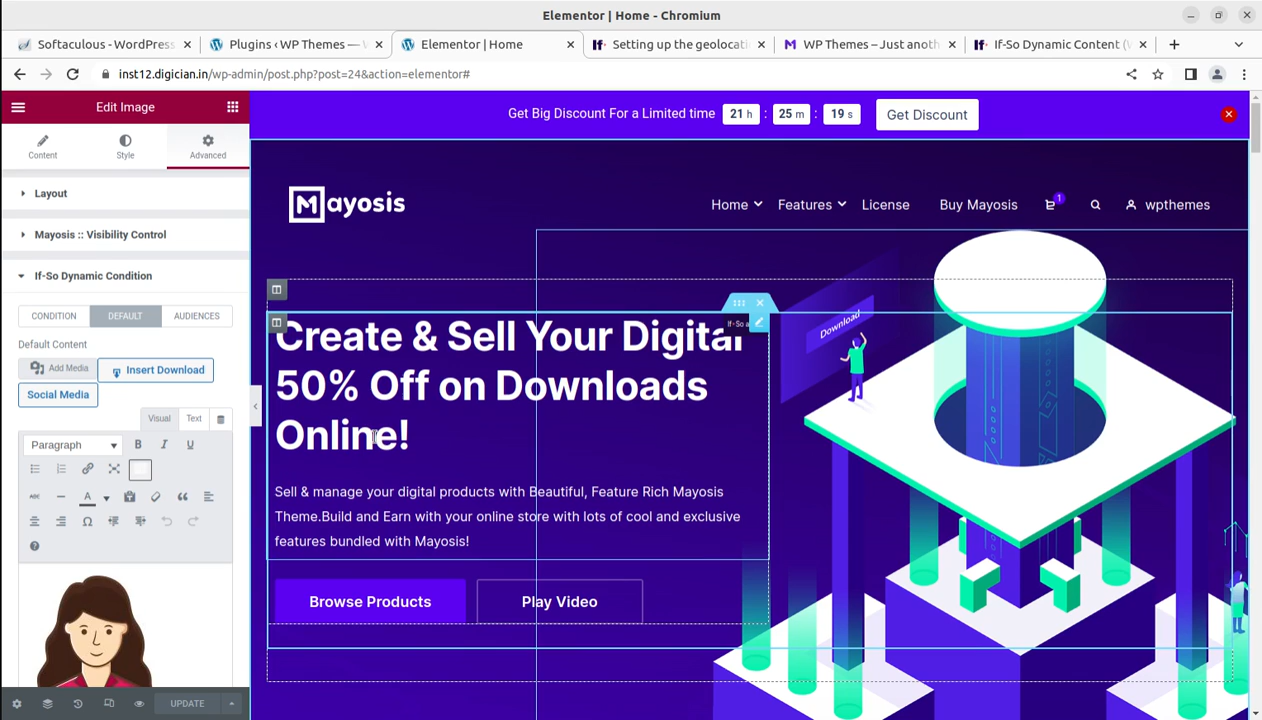 Elementor | Home - Chromium
Softaculous - WordPress
Plugins ‹ WP Themes — W
Elementor | Home
Setting up the geolocati
WP Themes – Just anoth
If-So Dynamic Content (V
inst12.digician.in/wp-admin/post.php?post=24&action=elementor#
Edit Image
Get Big Discount For a Limited time
21 h : 25 m : 19 s
Get Discount
Content
Style
Advanced
Layout
Mayosis
Home
Features
License
Buy Mayosis
1
wpthemes
Mayosis :: Visibility Control
If-So Dynamic Condition
CONDITION
DEFAULT
AUDIENCES
Default Content
Add Media
Insert Download
Social Media
Visual
Text
Paragraph
B
I
U
ABC
A
Download
If-So a
Create & Sell Your Digital
50% Off on Downloads
Online!
Sell & manage your digital products with Beautiful, Feature Rich Mayosis
Theme.Build and Earn with your online store with lots of cool and exclusive
features bundled with Mayosis!
Browse Products
Play Video
UPDATE